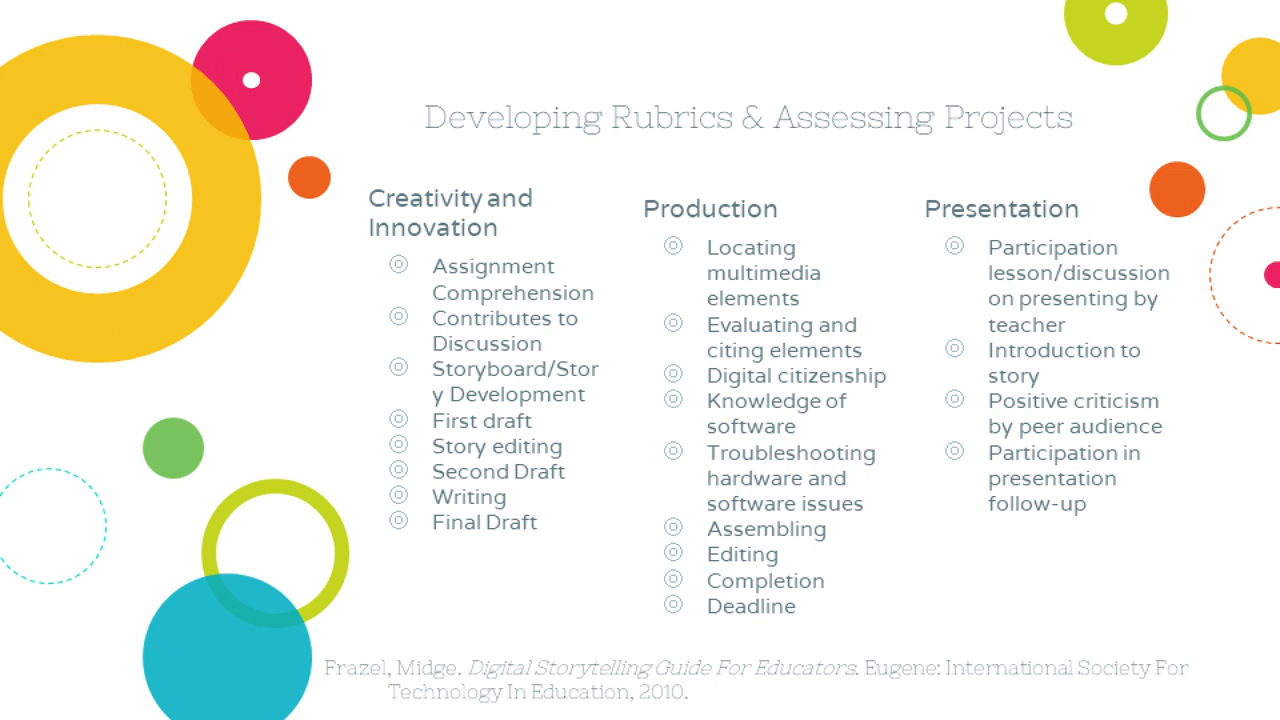 Developing Rubrics & Assessing Projects
Creativity and
Innovation
Assignment
Comprehension
Contributes to
Discussion
Storyboard/Stor
y Development
First draft
Story editing
Second Draft
Writing
Final Draft
Production
Locating
multimedia
elements
Evaluating and
citing elements
Digital citizenship
Knowledge of
software
Troubleshooting
hardware and
software issues
Assembling
Editing
Completion
Deadline
Presentation
Participation
lesson/discussion
on presenting by
teacher
Introduction to
story
Positive criticism
by peer audience
Participation in
presentation
follow-up
Frazel, Midge. Digital Storytelling Guide For Educators. Eugene: International Society For
Technology In Education, 2010.